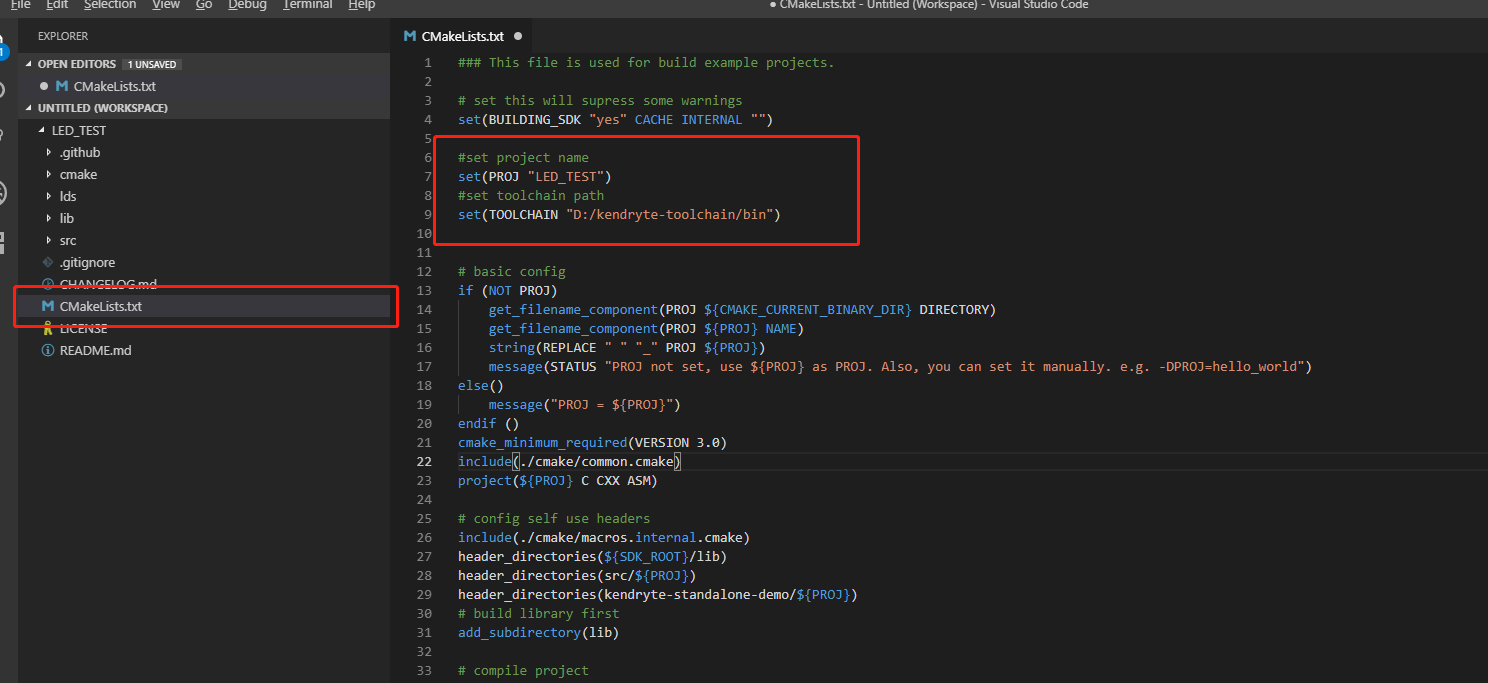 File Edit Selection View Go Debug Terminal Help
● CMakeLists.txt - Untitled (Workspace) - Visual Studio Code
EXPLORER
OPEN EDITORS 1 UNSAVED
CMakeLists.txt
UNTITLED (WORKSPACE)
LED_TEST
.github
cmake
lds
lib
src
.gitignore
CHANGELOG.md
CMakeLists.txt
LICENSE
README.md
CMakeLists.txt
1 ### This file is used for build example projects.
2
3 # set this will supress some warnings
4 set(BUILDING_SDK "yes" CACHE INTERNAL "")
5
6 #set project name
7 set(PROJ "LED_TEST")
8 #set toolchain path
9 set(TOOLCHAIN "D:/kendryte-toolchain/bin")
10
11
12 # basic config
13 if (NOT PROJ)
14 get_filename_component(PROJ ${CMAKE_CURRENT_BINARY_DIR} DIRECTORY)
15 get_filename_component(PROJ ${PROJ} NAME)
16 string(REPLACE " " "_" PROJ ${PROJ})
17 message(STATUS "PROJ not set, use ${PROJ} as PROJ. Also, you can set it manually. e.g. -DPROJ=hello_world")
18 else()
19 message("PROJ = ${PROJ}")
20 endif ()
21 cmake_minimum_required(VERSION 3.0)
22 include(./cmake/common.cmake)
23 project(${PROJ} C CXX ASM)
24
25 # config self use headers
26 include(./cmake/macros.internal.cmake)
27 header_directories(${SDK_ROOT}/lib)
28 header_directories(src/${PROJ})
29 header_directories(kendryte-standalone-demo/${PROJ})
30 # build library first
31 add_subdirectory(lib)
32
33 # compile project